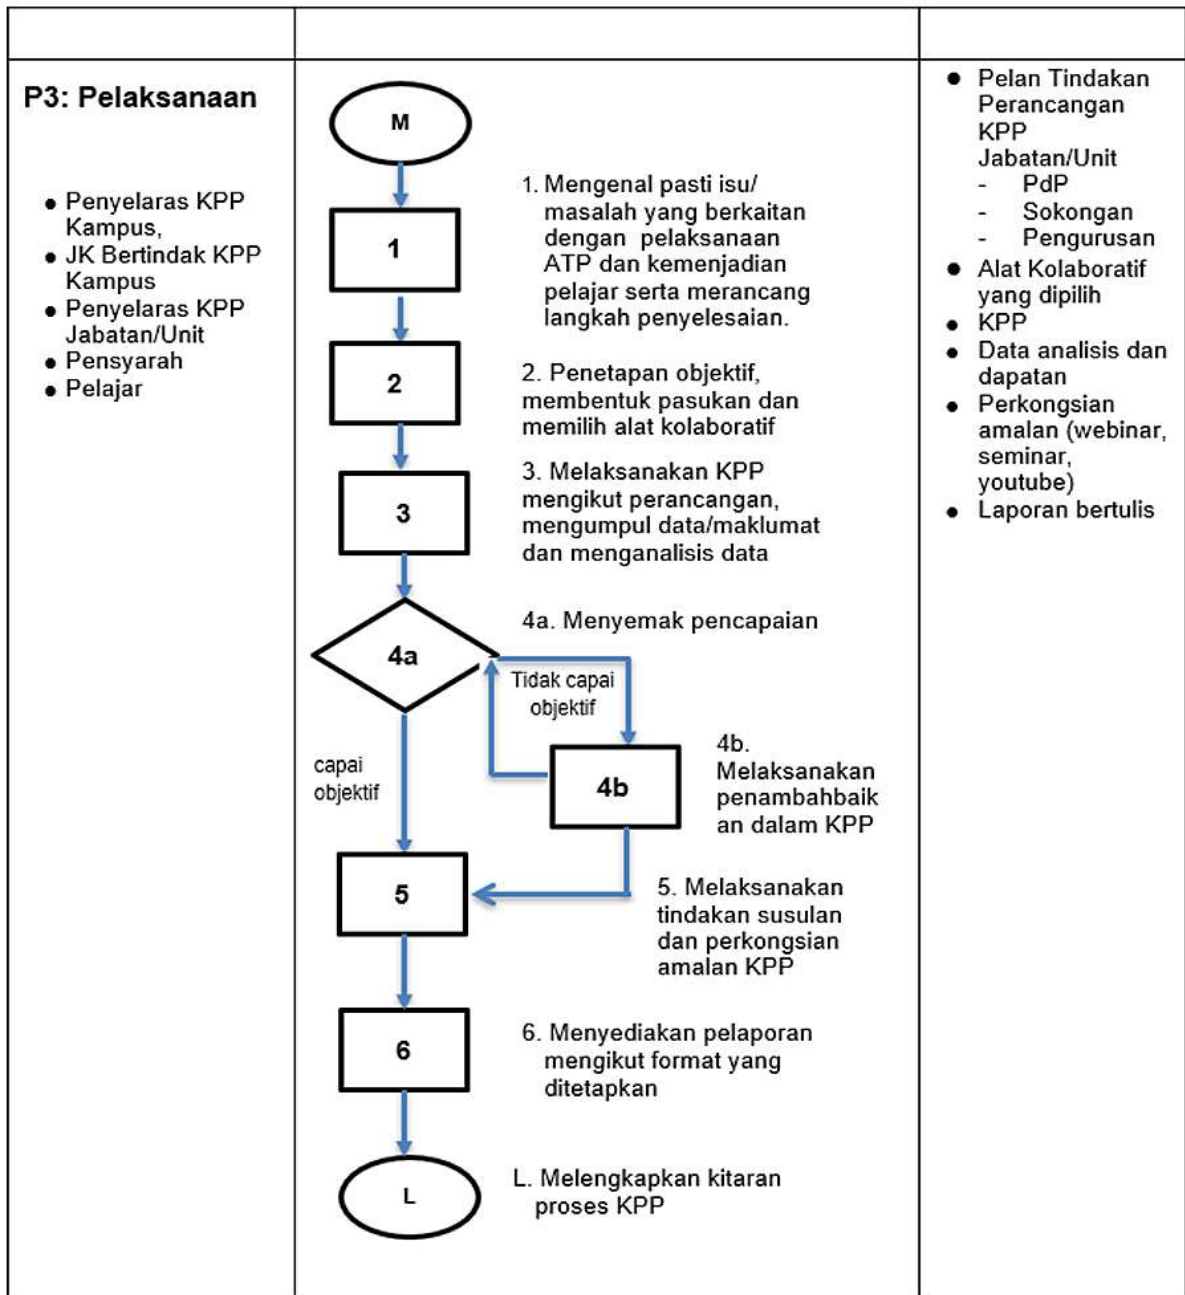 P3: Pelaksanaan
● Penyelaras KPP
Kampus,
● JK Bertindak KPP
Kampus
● Penyelaras KPP
Jabatan/Unit
● Pensyarah
● Pelajar
M
1
1. Mengenal pasti isu/
masalah yang berkaitan
dengan pelaksanaan
ATP dan kemenjadian
pelajar serta merancang
langkah penyelesaian.
2
2. Penetapan objektif,
membentuk pasukan dan
memilih alat kolaboratif
3
3. Melaksanakan KPP
mengikut perancangan,
mengumpul data/maklumat
dan menganalisis data
4a
4a. Menyemak pencapaian
Tidak capai
objektif
capai
objektif
4b
4b.
Melaksanakan
penambahbaik
an dalam KPP
5
5. Melaksanakan
tindakan susulan
dan perkongsian
amalan KPP
6
6. Menyediakan pelaporan
mengikut format yang
ditetapkan
L
L. Melengkapkan kitaran
proses KPP
● Pelan Tindakan
Perancangan
KPP
Jabatan/Unit
- PdP
- Sokongan
- Pengurusan
● Alat Kolaboratif
yang dipilih
● KPP
● Data analisis dan
dapatan
● Perkongsian
amalan (webinar,
seminar,
youtube)
● Laporan bertulis